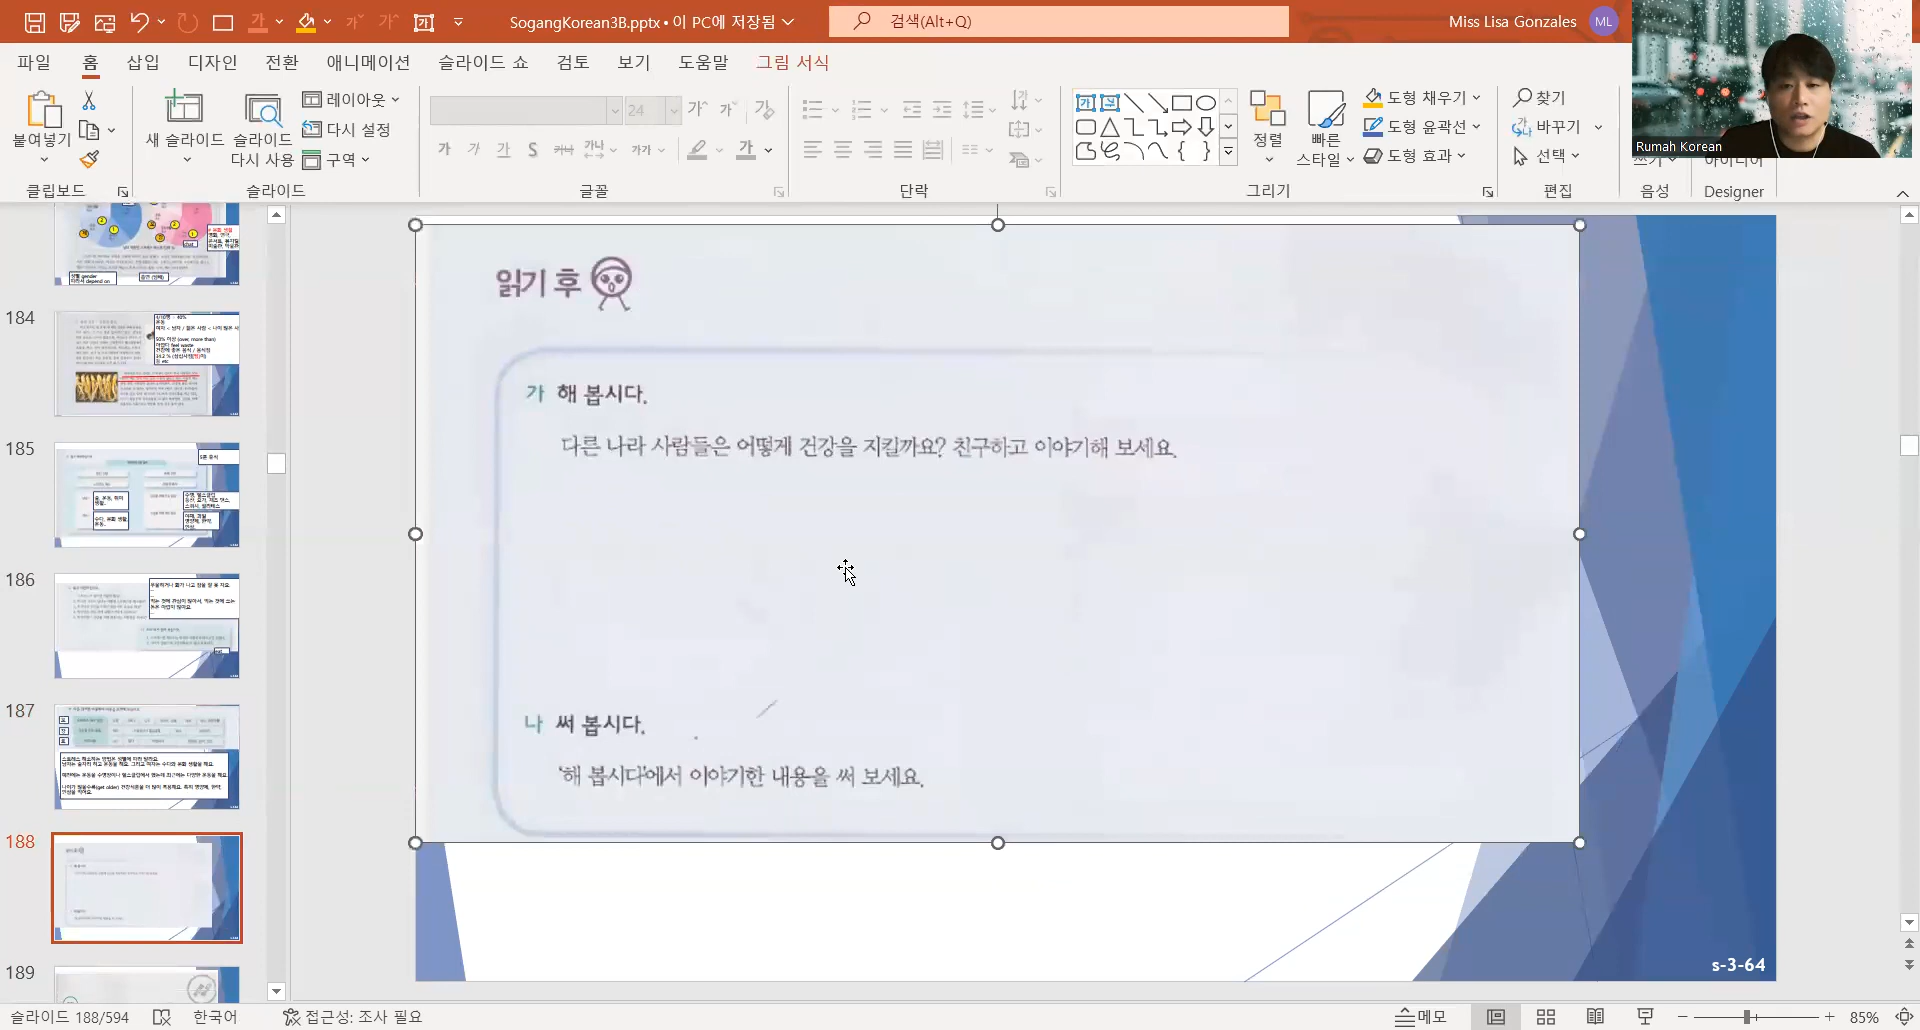 SogangKorean3B.pptx • 이 PC에 저장됨
검색(Alt+Q)
Miss Lisa Gonzales
ML
파일 홈 삽입 디자인 전환 애니메이션 슬라이드 쇼 검토 보기 도움말 그림 서식
붙여넣기
클립보드
새 슬라이드
슬라이드 다시 사용
레이아웃
다시 설정
구역
슬라이드
24
글꼴
단락
정렬
빠른 스타일
도형 채우기
도형 윤곽선
도형 효과
그리기
찾기
바꾸기
선택
편집
음성
Designer
Rumah Korean
184
185
186
187
188
189
읽기 후
가 해 봅시다.
다른 나라 사람들은 어떻게 건강을 지킬까요? 친구하고 이야기해 보세요.
나 써 봅시다.
'해 봅시다'에서 이야기한 내용을 써 보세요.
s-3-64
슬라이드 188/594
한국어
접근성: 조사 필요
메모
85%